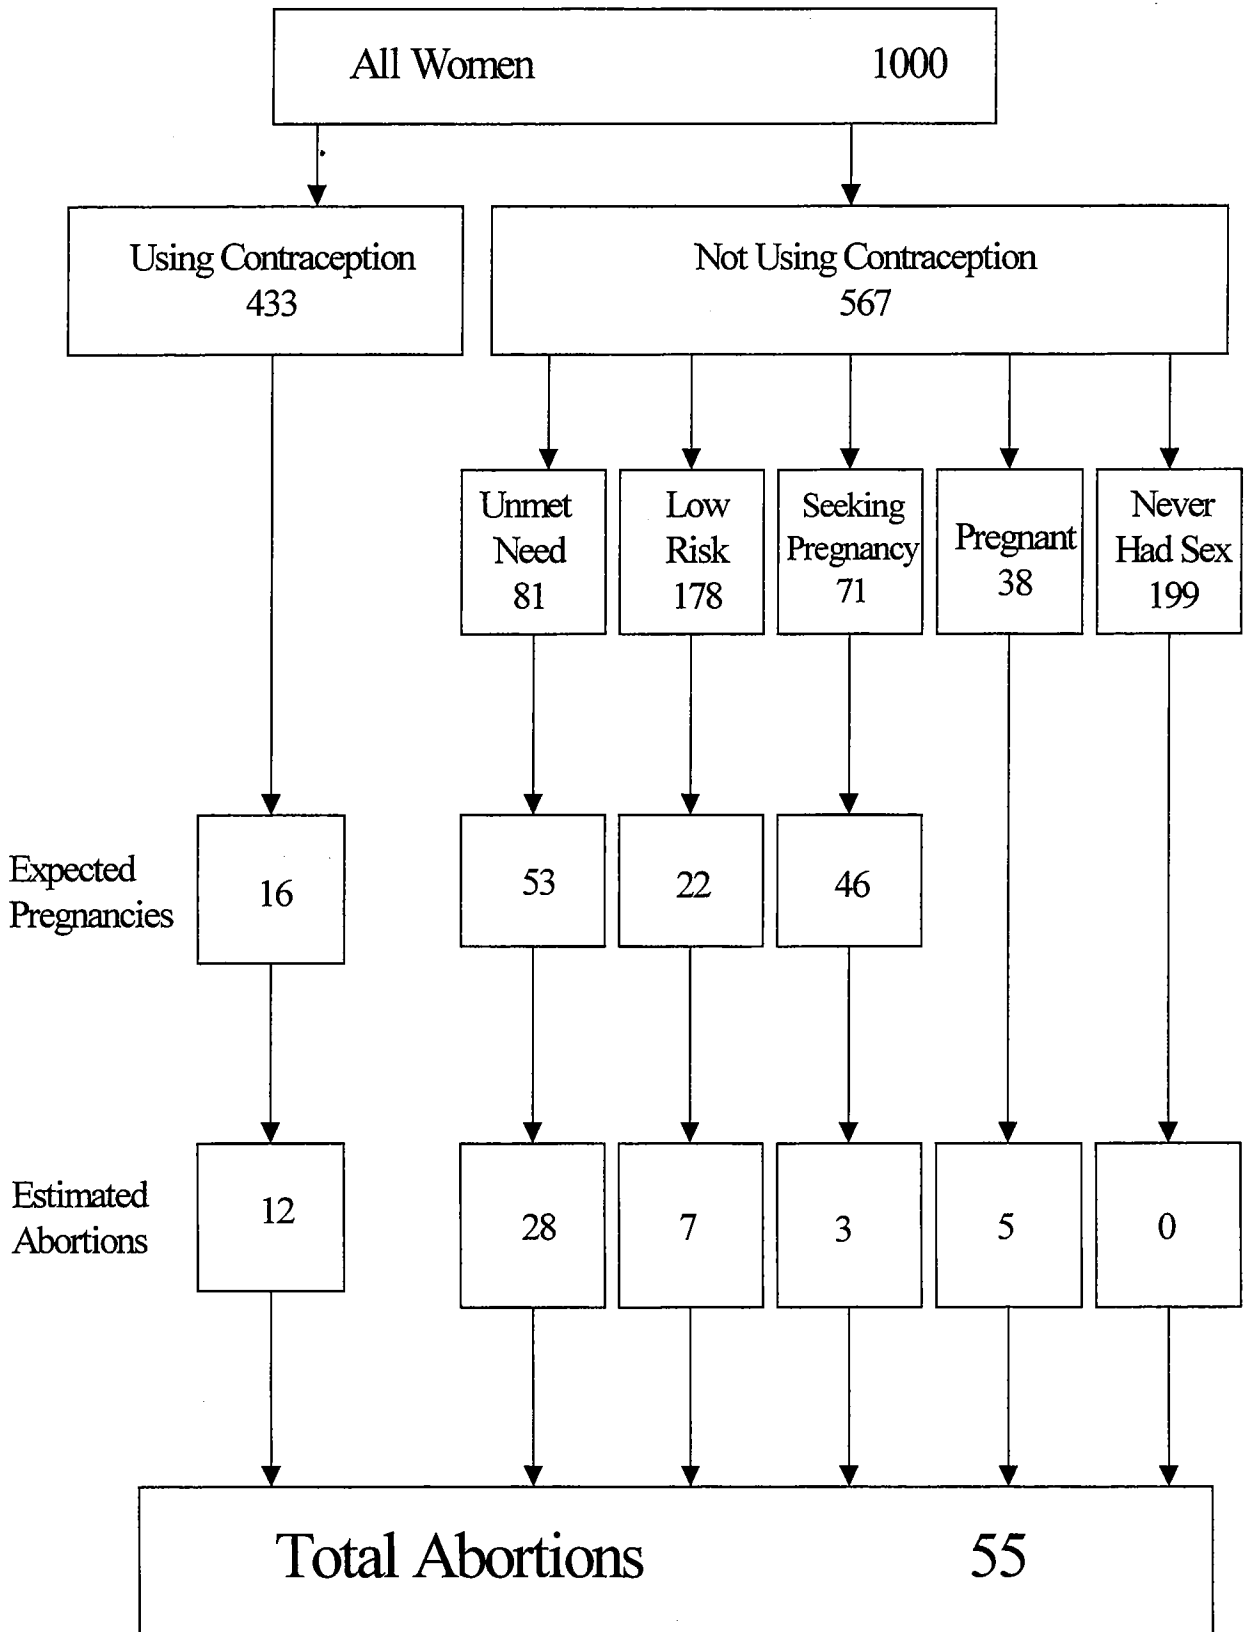 All Women 1000
Using Contraception
433
Not Using Contraception
567
Unmet
Need
81
Low
Risk
178
Seeking
Pregnancy
71
Pregnant
38
Never
Had Sex
199
Expected
Pregnancies
16
53
22
46
Estimated
Abortions
12
28
7
3
5
0
Total Abortions 55